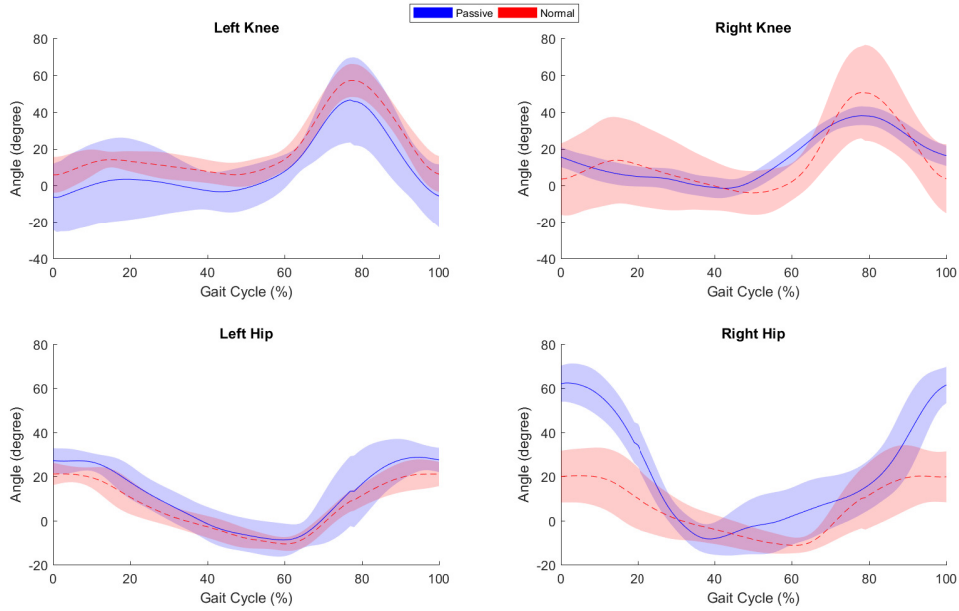 Passive Normal
Left Knee
80
60
40
20
0
-20
-40
Angle (degree)
0 20 40 60 80 100
Gait Cycle (%)
Right Knee
80
60
40
20
0
-20
-40
Angle (degree)
0 20 40 60 80 100
Gait Cycle (%)
Left Hip
80
60
40
20
0
-20
Angle (degree)
0 20 40 60 80 100
Gait Cycle (%)
Right Hip
80
60
40
20
0
-20
Angle (degree)
0 20 40 60 80 100
Gait Cycle (%)